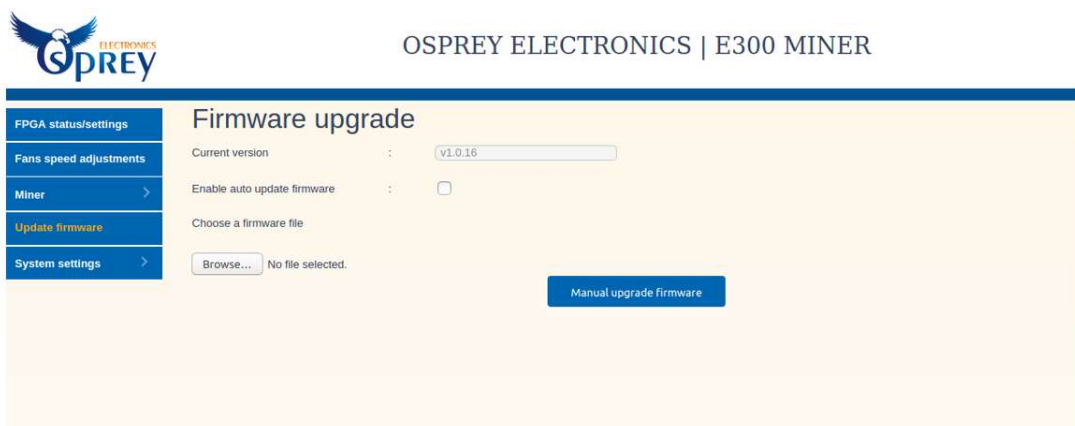 ELECTRONICS
OSPREY
OSPREY ELECTRONICS | E300 MINER
FPGA status/settings
Fans speed adjustments
Miner
Update firmware
System settings
Firmware upgrade
Current version : v1.0.16
Enable auto update firmware :
Choose a firmware file
Browse... No file selected.
Manual upgrade firmware